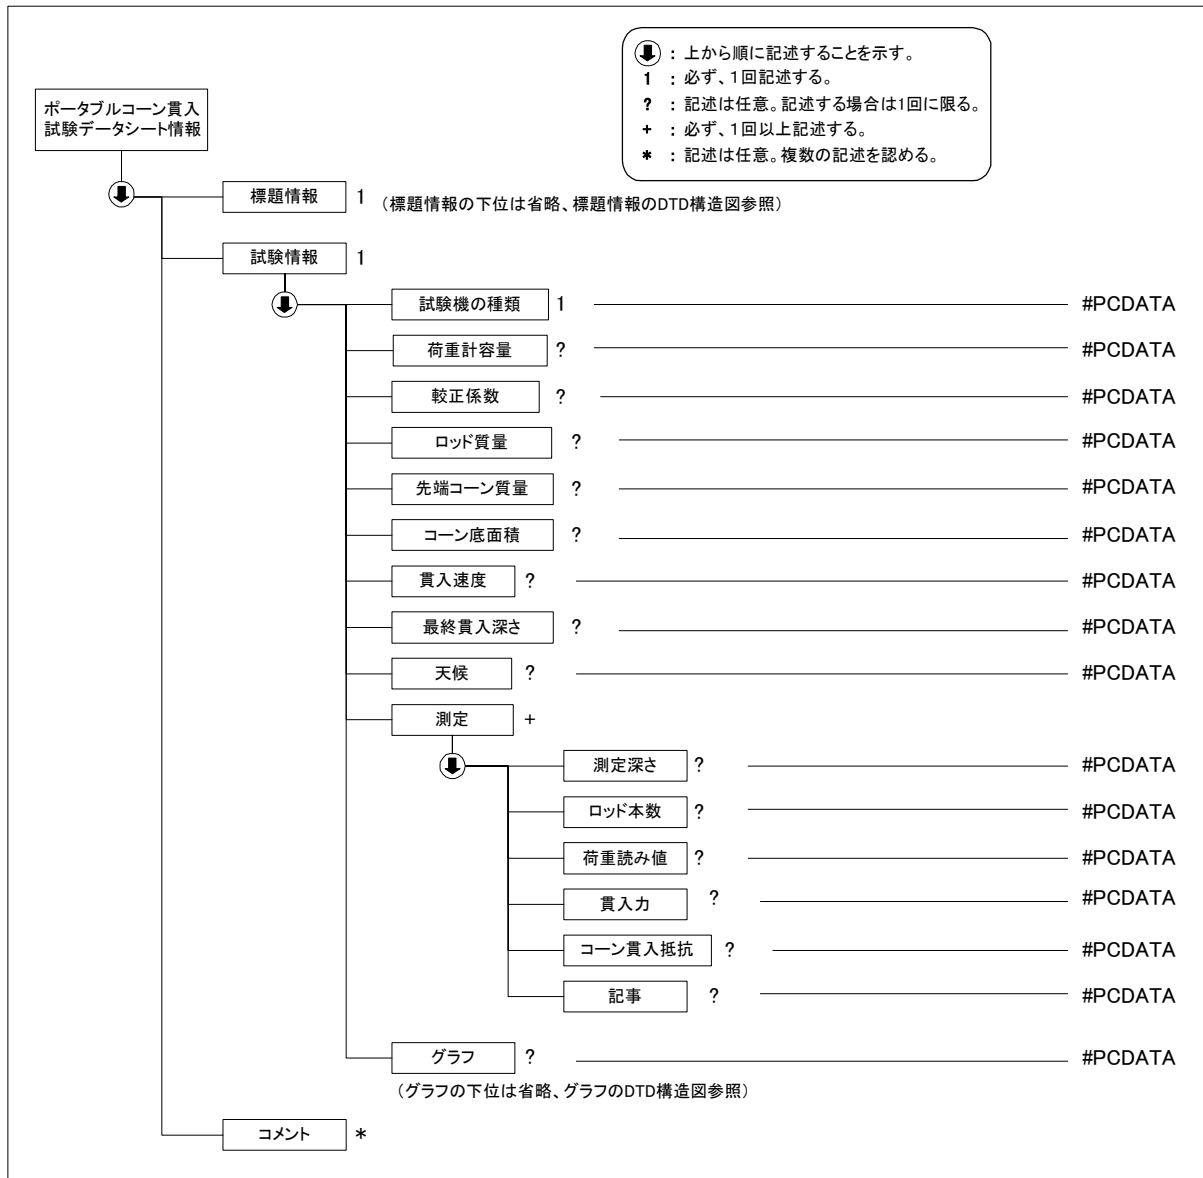 ： 上から順に記述することを示す。
1 ： 必ず、1回記述する。
? ： 記述は任意。記述する場合は1回に限る。
+ ： 必ず、1回以上記述する。
* ： 記述は任意。複数の記述を認める。
ポータブルコーン貫入
試験データシート情報
標題情報 1 （標題情報の下位は省略、標題情報のDTD構造図参照）
試験情報 1
試験機の種類 1 #PCDATA
荷重計容量 ? #PCDATA
較正係数 ? #PCDATA
ロッド質量 ? #PCDATA
先端コーン質量 ? #PCDATA
コーン底面積 ? #PCDATA
貫入速度 ? #PCDATA
最終貫入深さ ? #PCDATA
天候 ? #PCDATA
測定 +
測定深さ ? #PCDATA
ロッド本数 ? #PCDATA
荷重読み値 ? #PCDATA
貫入力 ? #PCDATA
コーン貫入抵抗 ? #PCDATA
記事 ? #PCDATA
グラフ ? #PCDATA
（グラフの下位は省略、グラフのDTD構造図参照）
コメント *